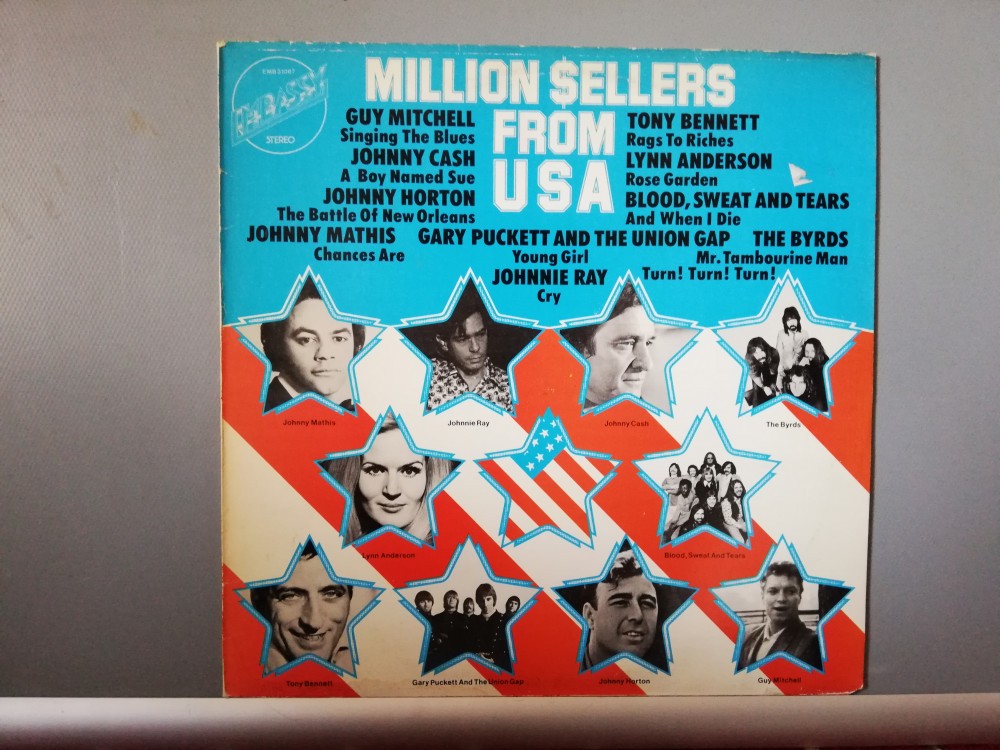 EMB 31087
EMBASSY
STEREO
MILLION $ELLERS
FROM
USA
GUY MITCHELL
Singing The Blues
JOHNNY CASH
A Boy Named Sue
JOHNNY HORTON
The Battle Of New Orleans
TONY BENNETT
Rags To Riches
LYNN ANDERSON
Rose Garden
BLOOD, SWEAT AND TEARS
And When I Die
JOHNNY MATHIS
Chances Are
GARY PUCKETT AND THE UNION GAP
Young Girl
THE BYRDS
Mr. Tambourine Man
Turn! Turn! Turn!
JOHNNIE RAY
Cry
Johnny Mathis
Johnnie Ray
Johnny Cash
The Byrds
Lynn Anderson
Blood, Sweat And Tears
Tony Bennett
Gary Puckett And The Union Gap
Johnny Horton
Guy Mitchell